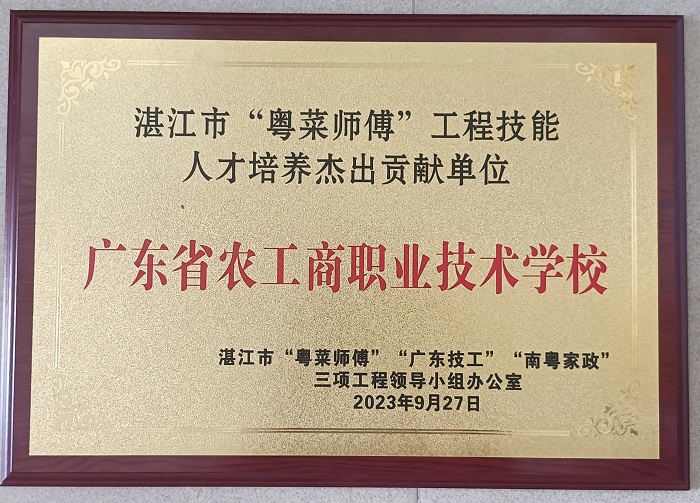 湛江市“粤菜师傅”工程技能
人才培养杰出贡献单位
广东省农工商职业技术学校
湛江市“粤菜师傅”“广东技工”“南粤家政”
三项工程领导小组办公室
2023年9月27日